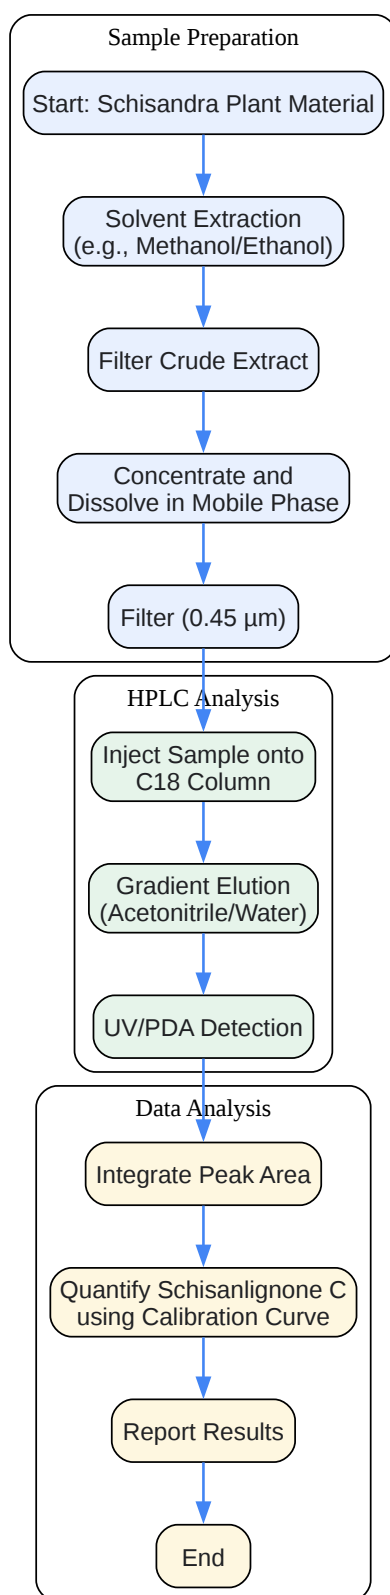 Sample Preparation
Start: Schisandra Plant Material
Solvent Extraction
(e.g., Methanol/Ethanol)
Filter Crude Extract
Concentrate and
Dissolve in Mobile Phase
Filter (0.45 µm)
HPLC Analysis
Inject Sample onto
C18 Column
Gradient Elution
(Acetonitrile/Water)
UV/PDA Detection
Data Analysis
Integrate Peak Area
Quantify Schisanlignone C
using Calibration Curve
Report Results
End